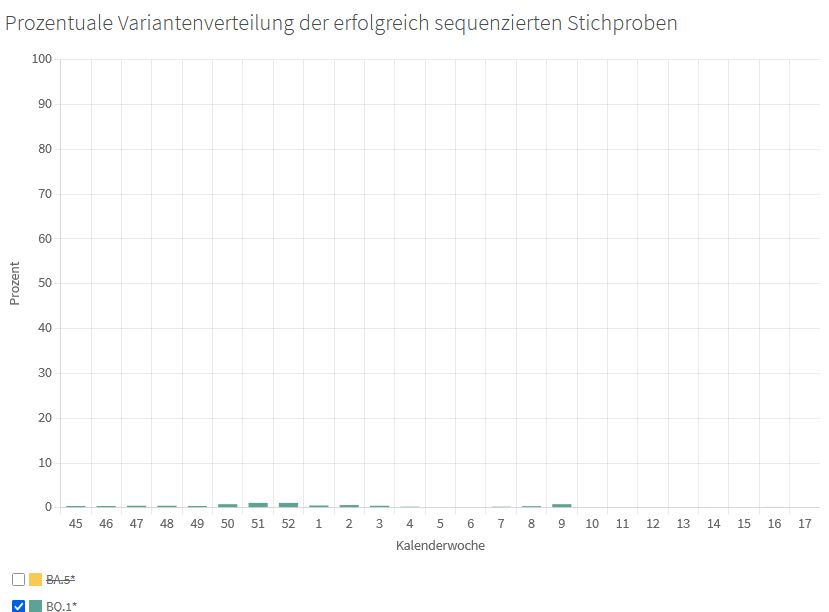 Prozentuale Variantenverteilung der erfolgreich sequenzierten Stichproben
100
90
80
70
60
50
40
30
20
10
0
Prozent
45 46 47 48 49 50 51 52 1 2 3 4 5 6 7 8 9 10 11 12 13 14 15 16 17
Kalenderwoche
BA.5*
BQ.1*